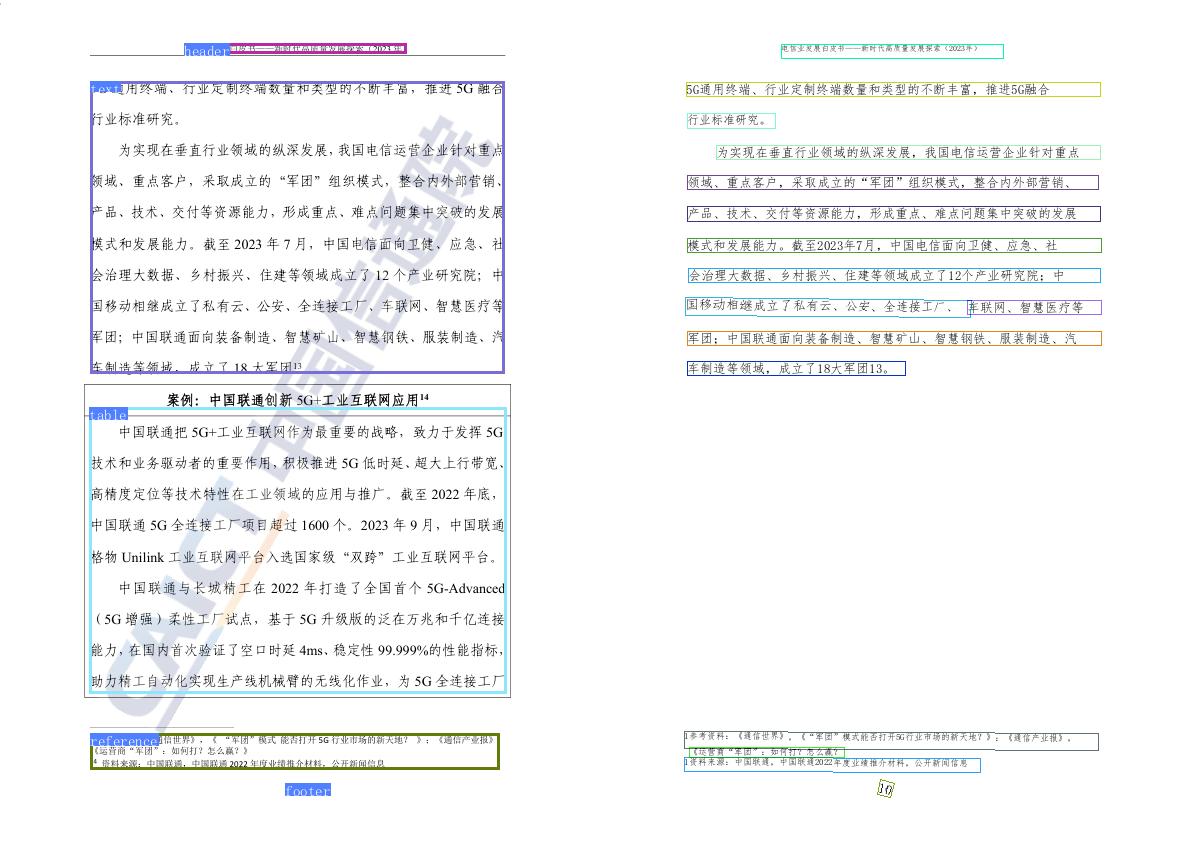 header
text
5G通用终端、行业定制终端数量和类型的不断丰富，推进 5G 融合
行业标准研究。
为实现在垂直行业领域的纵深发展，我国电信运营企业针对重点
领域、重点客户，采取成立的“军团”组织模式，整合内外部营销、
产品、技术、交付等资源能力，形成重点、难点问题集中突破的发展
模式和发展能力。截至 2023 年 7 月，中国电信面向卫健、应急、社
会治理大数据、乡村振兴、住建等领域成立了 12 个产业研究院；中
国移动相继成立了私有云、公安、全连接工厂、车联网、智慧医疗等
军团；中国联通面向装备制造、智慧矿山、智慧钢铁、服装制造、汽
车制造等领域，成立了 18 大军团13
案例：中国联通创新 5G+工业互联网应用14
table
中国联通把 5G+工业互联网作为最重要的战略，致力于发挥 5G
技术和业务驱动者的重要作用，积极推进 5G 低时延、超大上行带宽、
高精度定位等技术特性在工业领域的应用与推广。截至 2022 年底，
中国联通 5G 全连接工厂项目超过 1600 个。2023 年 9 月，中国联通
格物 Unilink 工业互联网平台入选国家级“双跨”工业互联网平台。
中国联通与长城精工在 2022 年打造了全国首个 5G-Advanced
（5G 增强）柔性工厂试点，基于 5G 升级版的泛在万兆和千亿连接
能力，在国内首次验证了空口时延 4ms、稳定性 99.999%的性能指标，
助力精工自动化实现生产线机械臂的无线化作业，为 5G 全连接工厂
CAICT 中国信通院
reference
信世界》，《 “军团”模式 能否打开 5G 行业市场的新天地？ 》；《通信产业报》
《运营商“军团”：如何打？怎么赢？》
14 资料来源：中国联通，中国联通 2022 年度业绩推介材料，公开新闻信息
footer
电信业发展白皮书——新时代高质量发展探索（2023年）
5G通用终端、行业定制终端数量和类型的不断丰富，推进5G融合
行业标准研究。
为实现在垂直行业领域的纵深发展，我国电信运营企业针对重点
领域、重点客户，采取成立的“军团”组织模式，整合内外部营销、
产品、技术、交付等资源能力，形成重点、难点问题集中突破的发展
模式和发展能力。截至2023年7月，中国电信面向卫健、应急、社
会治理大数据、乡村振兴、住建等领域成立了12个产业研究院；中
国移动相继成立了私有云、公安、全连接工厂、车联网、智慧医疗等
军团；中国联通面向装备制造、智慧矿山、智慧钢铁、服装制造、汽
车制造等领域，成立了18大军团13。
1参考资料：《通信世界》，《“军团”模式能否打开5G行业市场的新天地？》；《通信产业报》，
《运营商“军团”：如何打？怎么赢？
1资料来源：中国联通，中国联通2022年度业绩推介材料，公开新闻信息
10